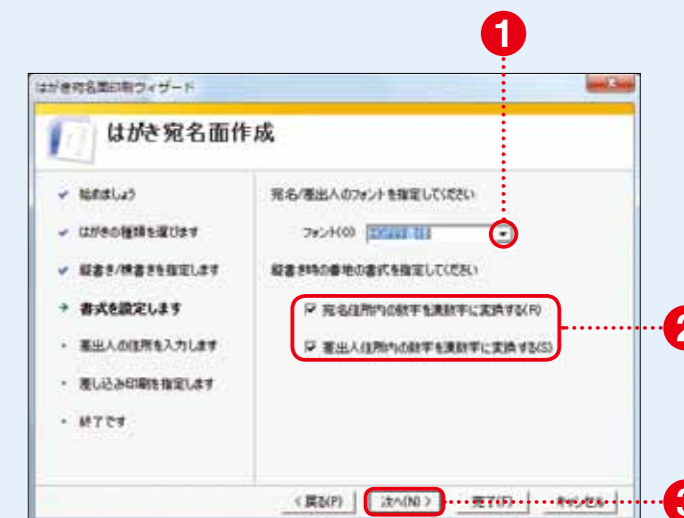 1
はがき宛名面印刷ウィザード
はがき宛名面作成
始めましょう
はがきの種類を選びます
縦書き/横書きを指定します
書式を設定します
差出人の住所を入力します
差し込み印刷を指定します
終了です
宛名/差出人のフォントを指定してください
フォント(O)
縦書き時の番地の書式を指定してください
宛名住所内の数字を漢数字に変換する(R)
差出人住所内の数字を漢数字に変換する(S)
2
< 戻る(P)
次へ(N) >
完了(F)
キャンセル
3